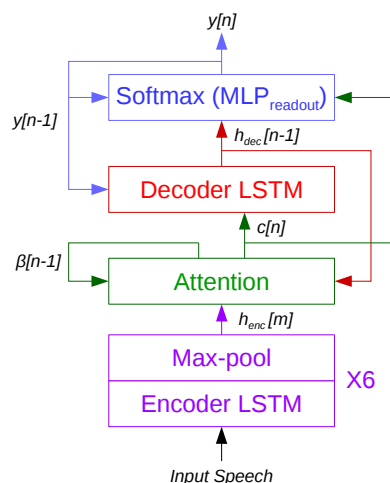 y[n]
Softmax (MLPreadout)
y[n-1]
hdec[n-1]
Decoder LSTM
c[n]
β[n-1]
Attention
henc[m]
Max-pool
X6
Encoder LSTM
Input Speech